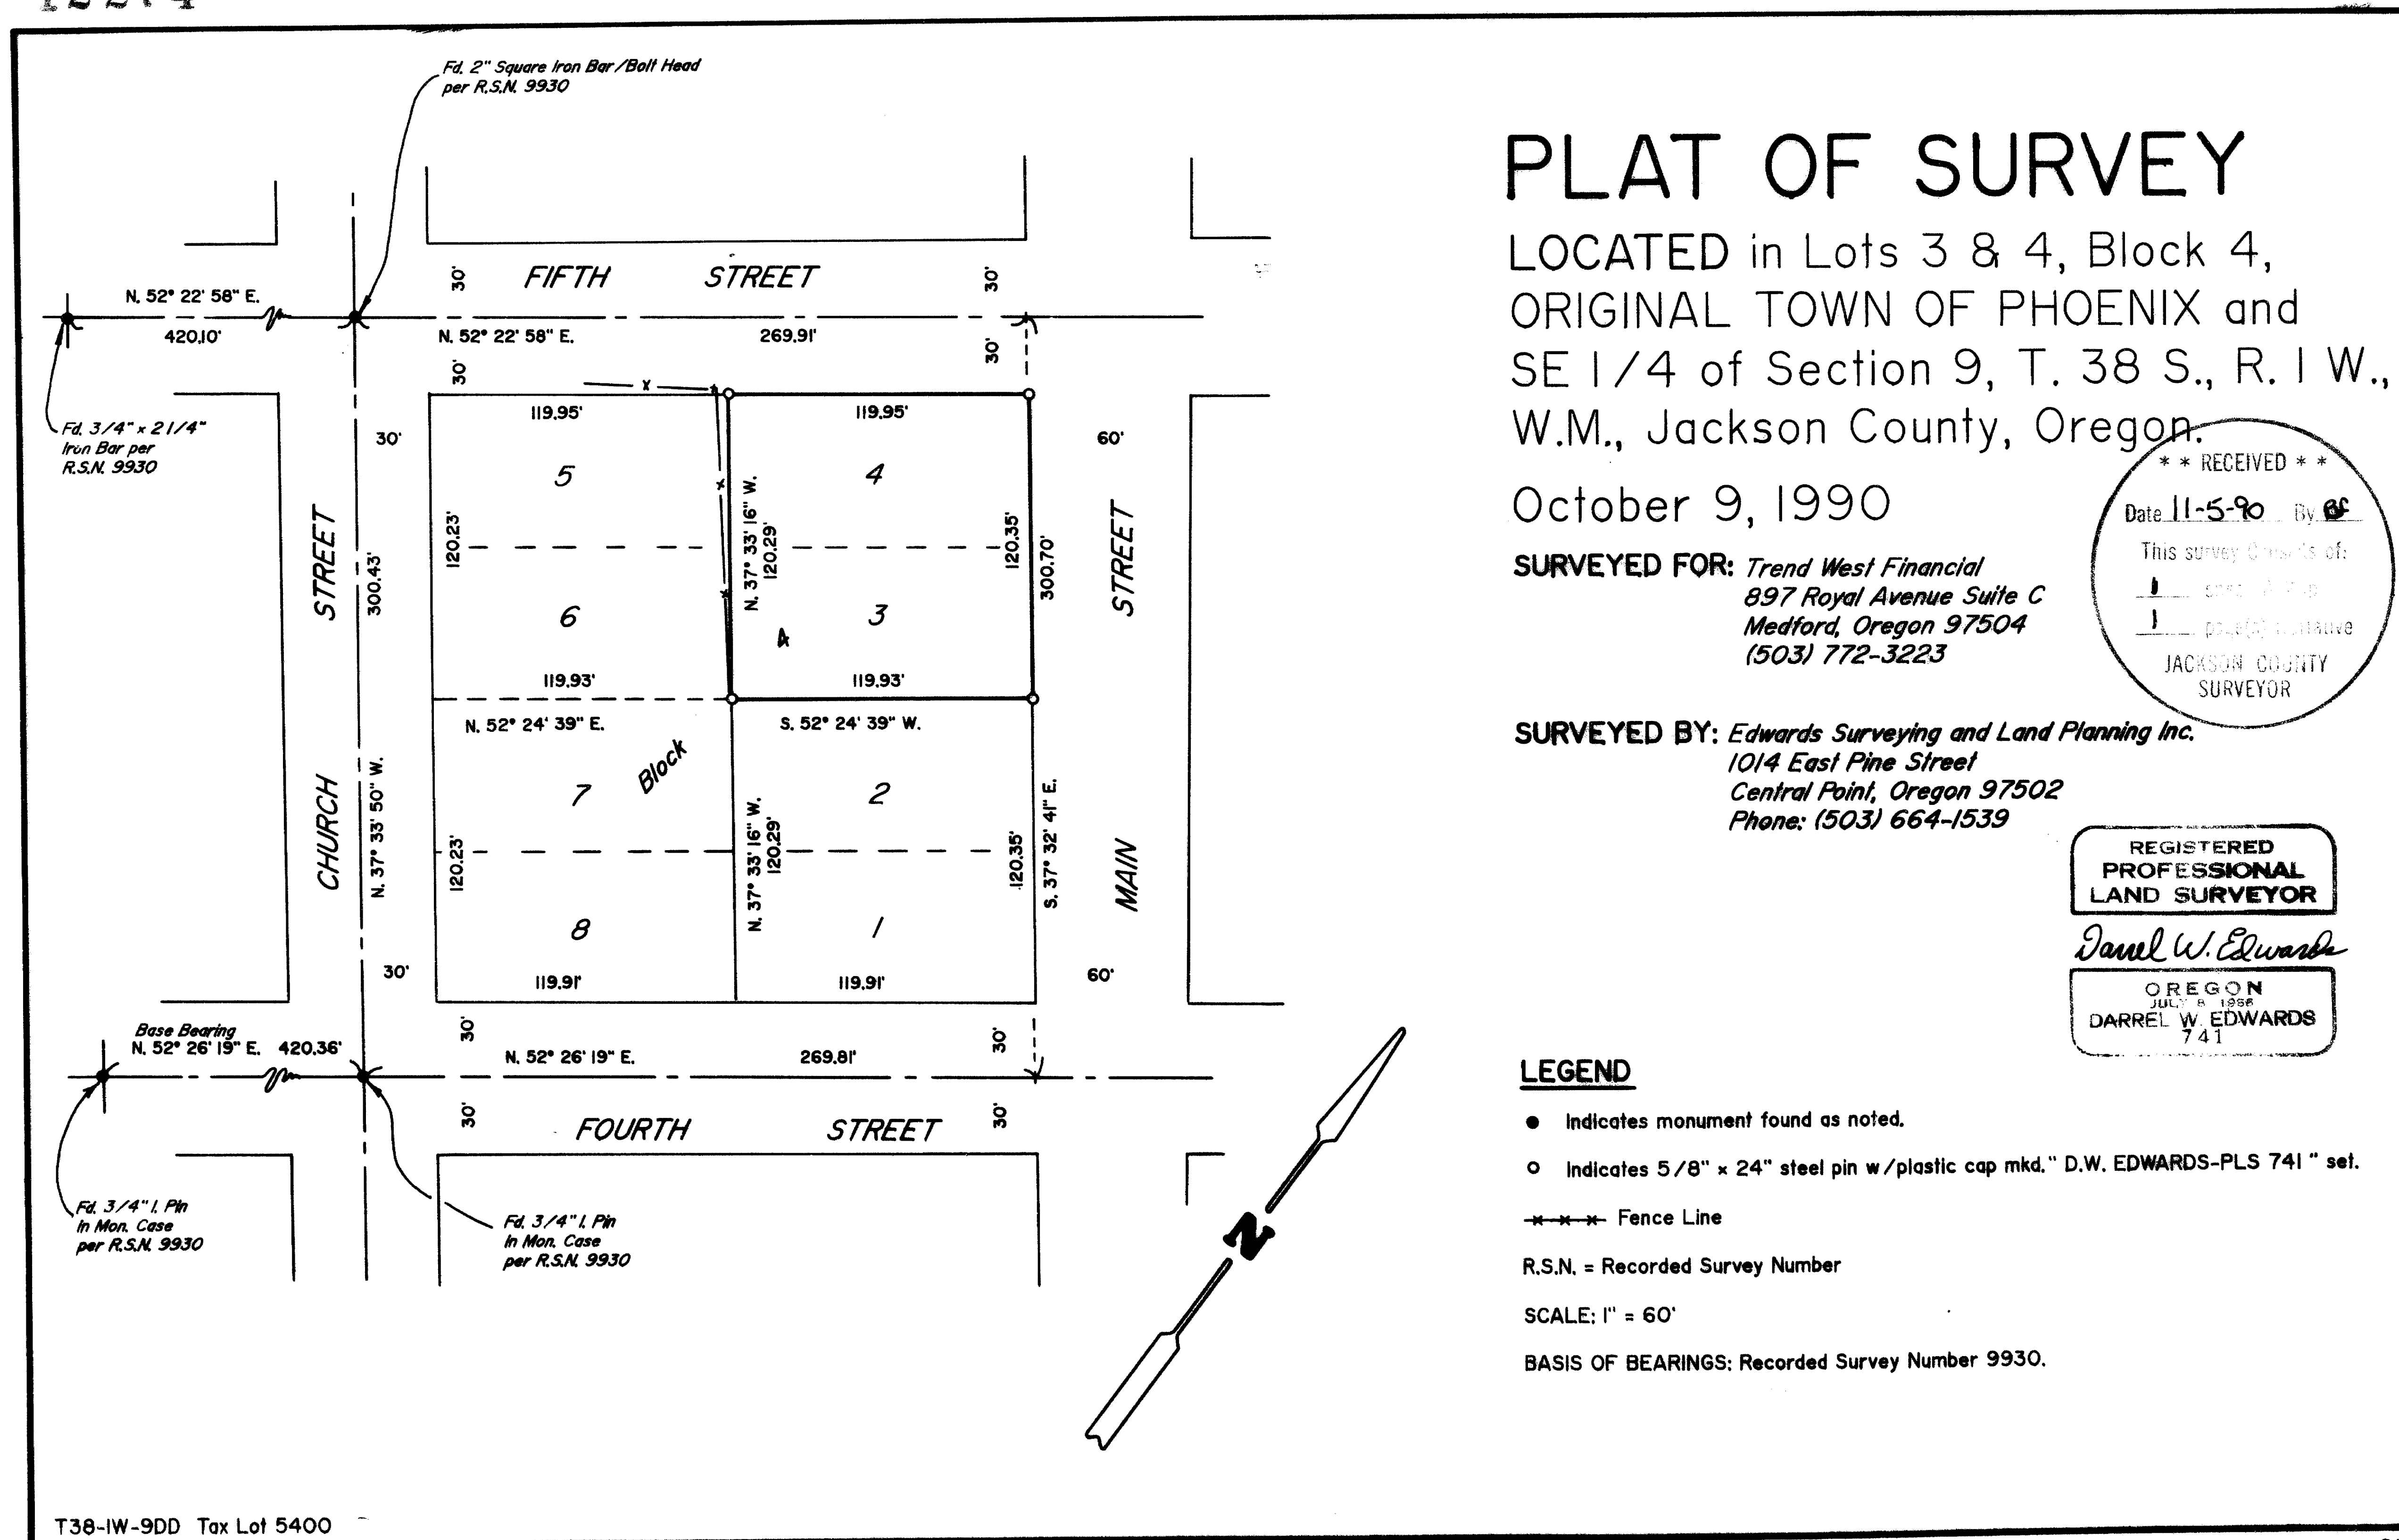 Fd. 2" Square Iron Bar/Bolt Head
per R.S.N. 9930
PLAT OF SURVEY
LOCATED in Lots 3 & 4, Block 4,
ORIGINAL TOWN OF PHOENIX and
SE 1/4 of Section 9, T. 38 S., R. 1 W.,
W.M., Jackson County, Oregon.
October 9, 1990
SURVEYED FOR: Trend West Financial
897 Royal Avenue Suite C
Medford, Oregon 97504
(503) 772-3223
SURVEYED BY: Edwards Surveying and Land Planning Inc.
1014 East Pine Street
Central Point, Oregon 97502
Phone: (503) 664-1539
* * RECEIVED * *
Date 11-5-90 By
This survey of:
1
1
JACKSON COUNTY
SURVEYOR
REGISTERED
PROFESSIONAL
LAND SURVEYOR
Darrel W. Edwards
OREGON
JULY 8
DARREL W. EDWARDS
741
30'
FIFTH STREET
30'
N. 52° 22' 58" E.
420.10'
N. 52° 22' 58" E.
269.91'
30'
30'
Fd. 3/4" x 2 1/4"
Iron Bar per
R.S.N. 9930
119.95'
119.95'
30'
60'
5
4
STREET
300.43'
120.23'
N. 37° 33' 16" W.
120.29'
120.35'
300.70'
STREET
6
3
4
119.93'
119.93'
N. 52° 24' 39" E.
S. 52° 24' 39" W.
Block
7
2
CHURCH
N. 37° 33' 50" W.
120.23'
N. 37° 33' 16" W.
120.29'
120.35'
S. 37° 32' 41" E.
MAIN
8
1
30'
119.91'
119.91'
60'
Base Bearing
N. 52° 26' 19" E. 420.36'
30'
N. 52° 26' 19" E.
269.81'
30'
30'
FOURTH STREET
30'
Fd. 3/4" I. Pin
In Mon. Case
per R.S.N. 9930
Fd. 3/4" I. Pin
In Mon. Case
per R.S.N. 9930
N
LEGEND
● Indicates monument found as noted.
○ Indicates 5/8" x 24" steel pin w/plastic cap mkd." D.W. EDWARDS-PLS 741 " set.
x-x-x Fence Line
R.S.N. = Recorded Survey Number
SCALE: 1" = 60'
BASIS OF BEARINGS: Recorded Survey Number 9930.
T38-1W-9DD Tax Lot 5400